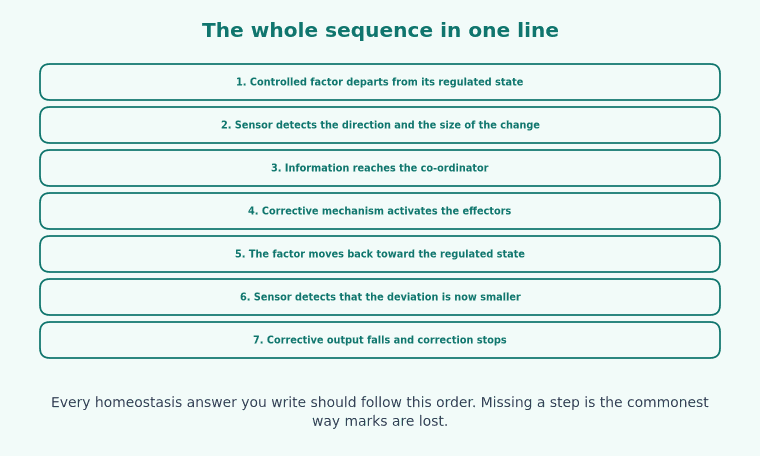 The whole sequence in one line
1. Controlled factor departs from its regulated state
2. Sensor detects the direction and the size of the change
3. Information reaches the co-ordinator
4. Corrective mechanism activates the effectors
5. The factor moves back toward the regulated state
6. Sensor detects that the deviation is now smaller
7. Corrective output falls and correction stops
Every homeostasis answer you write should follow this order. Missing a step is the commonest
way marks are lost.